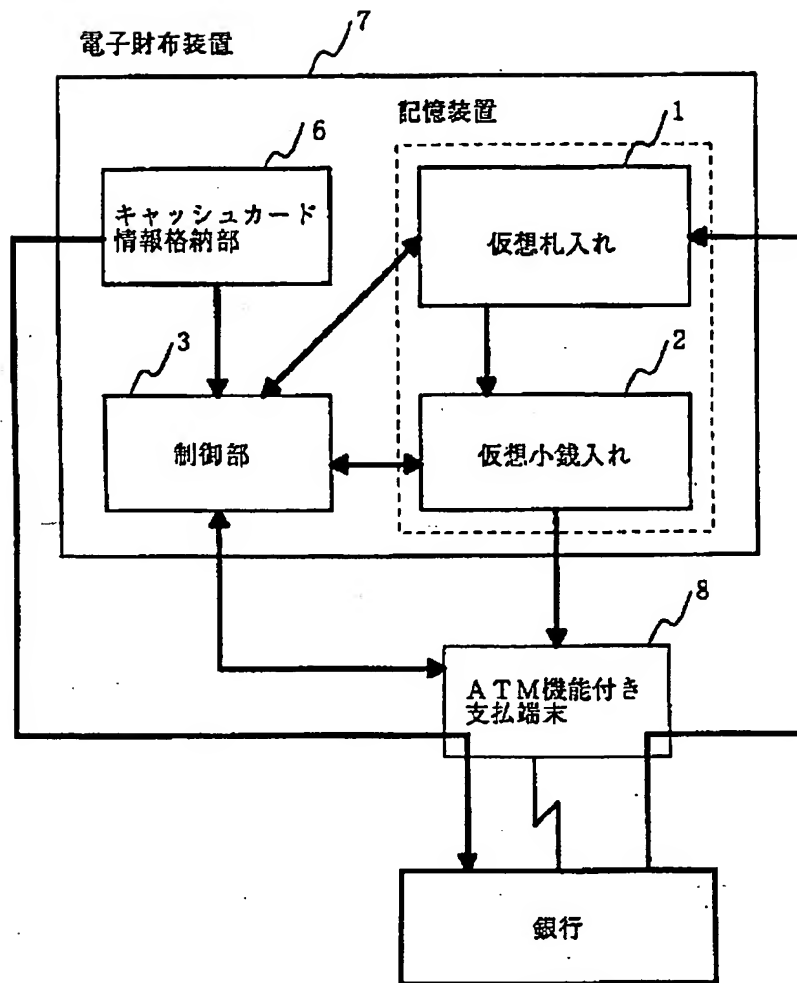 7
電子財布装置
記憶装置
6
1
キャッシュカード
情報格納部
仮想札入れ
3
2
制御部
仮想小銭入れ
8
ＡＴＭ機能付き
支払端末
銀行